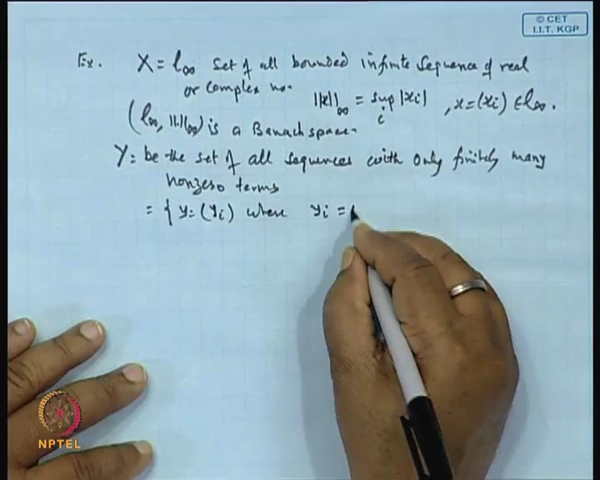 © CET
I.I.T. KGP
Ex. X = l∞ set of all bounded infinite sequence of real
or complex no.
||x||∞ = sup_i |xi| , x = (xi) ∈ l∞.
(l∞, ||.||∞) is a Banach space.
Y = be the set of all sequences with only finitely many
nonzero terms
= { y = (yi) where yi =
NPTEL